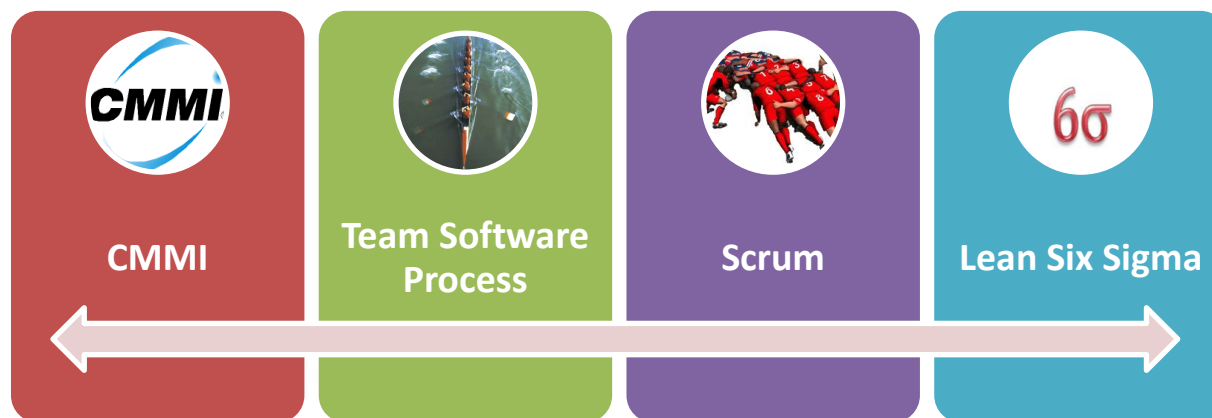 CMMI
6σ
CMMI
Team Software
Process
Scrum
Lean Six Sigma